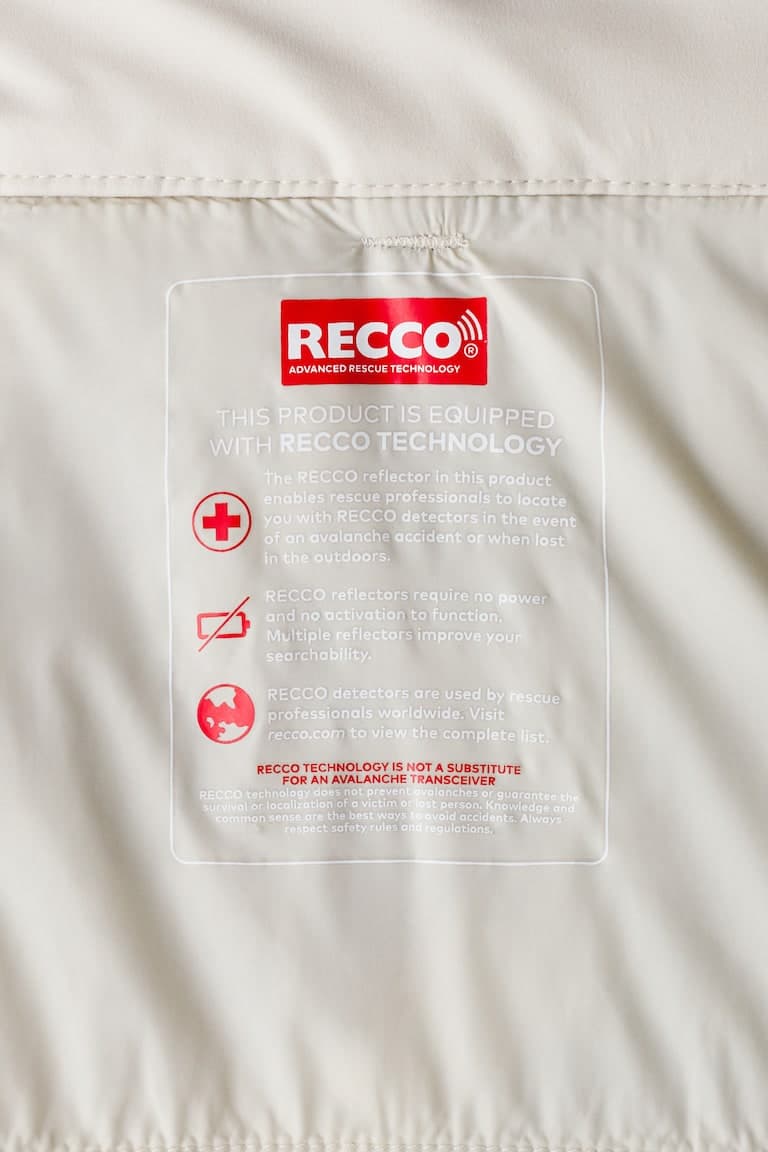 RECCO®
ADVANCED RESCUE TECHNOLOGY
THIS PRODUCT IS EQUIPPED
WITH RECCO TECHNOLOGY
The RECCO reflector in this product
enables rescue professionals to locate
you with RECCO detectors in the event
of an avalanche accident or when lost
in the outdoors.
RECCO reflectors require no power
and no activation to function.
Multiple reflectors improve your
searchability.
RECCO detectors are used by rescue
professionals worldwide. Visit
recco.com to view the complete list.
RECCO TECHNOLOGY IS NOT A SUBSTITUTE
FOR AN AVALANCHE TRANSCEIVER
RECCO technology does not prevent avalanches or guarantee the
survival or localization of a victim or lost person. Knowledge and
common sense are the best ways to avoid accidents. Always
respect safety rules and regulations.